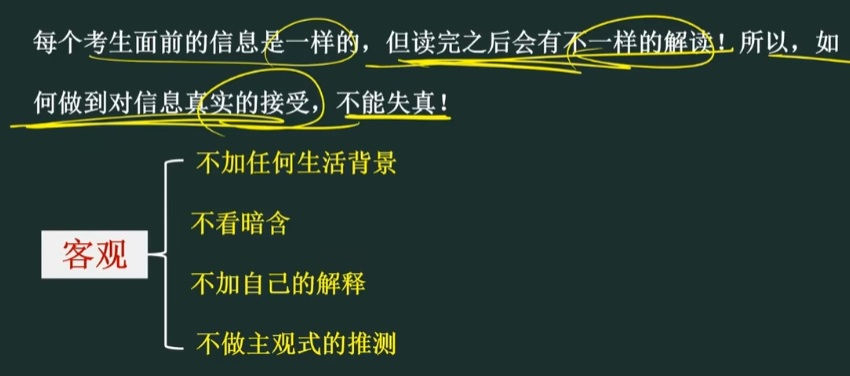 每个考生面前的信息是一样的，但读完之后会有不一样的解读！所以，如
何做到对信息真实的接受，不能失真！
不加任何生活背景
不看暗含
客观
不加自己的解释
不做主观式的推测